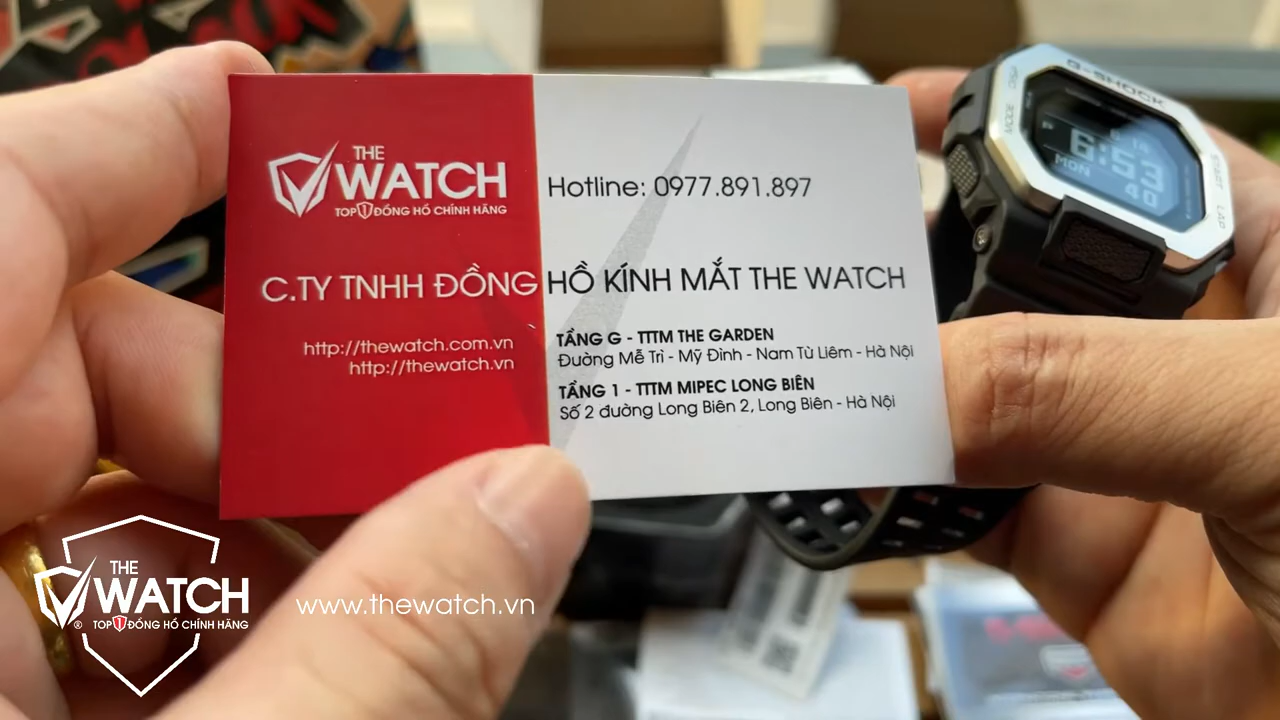 THE
WATCH
TOP 1 ĐỒNG HỒ CHÍNH HÃNG
Hotline: 0977.891.897
C.TY TNHH ĐỒNG HỒ KÍNH MẮT THE WATCH
http://thewatch.com.vn
http://thewatch.vn
TẦNG G - TTTM THE GARDEN
Đường Mễ Trì - Mỹ Đình - Nam Từ Liêm - Hà Nội
TẦNG 1 - TTTM MIPEC LONG BIÊN
Số 2 đường Long Biên 2, Long Biên - Hà Nội
G-SHOCK
MODE
START
LAP
P
6:53
MON
40
THE
WATCH
® TOP 1 ĐỒNG HỒ CHÍNH HÃNG
www.thewatch.vn